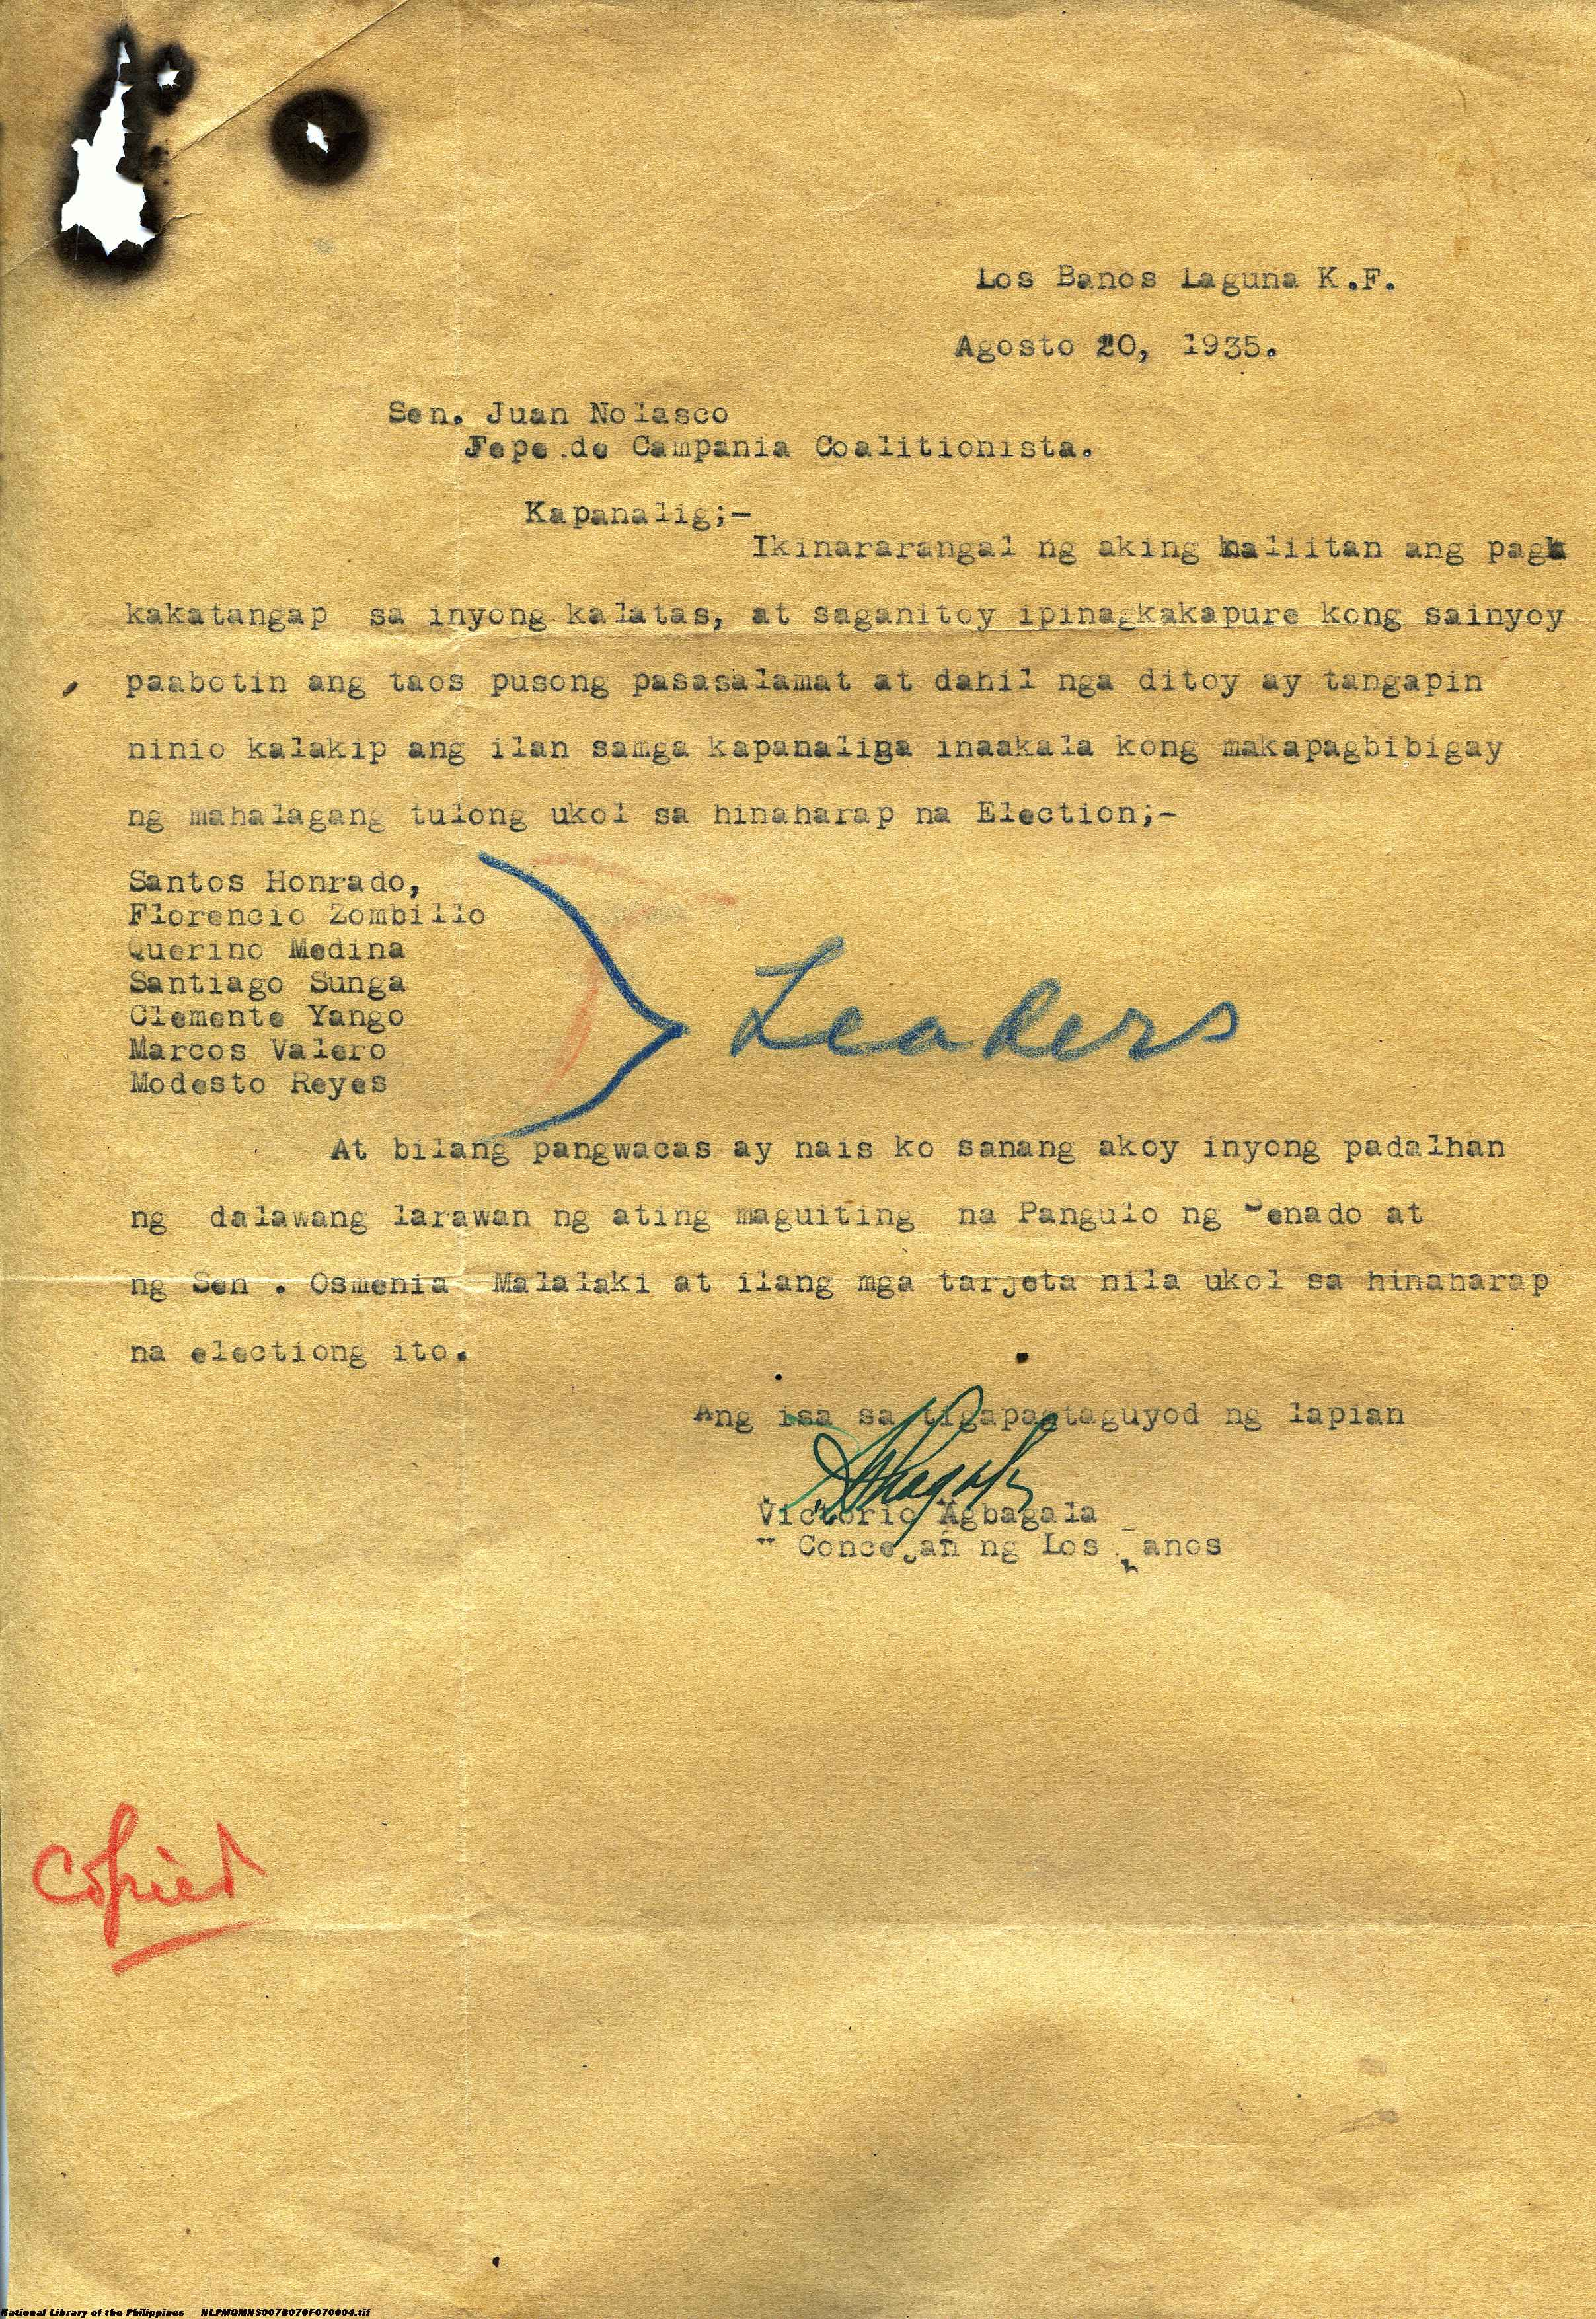 Los Banos Laguna K.F.
Agosto 20, 1935.
Sen. Juan Nolasco
Jepe de Campania Coalitionista.
Kapanalig;-
Ikinararangal ng aking kaliitan ang pag
kakatangap sa inyong kalatas, at saganitoy ipinagkakapure kong sainyoy
paabotin ang taos pusong pasasalamat at dahil nga ditoy ay tangapin
ninio kalakip ang ilan samga kapanaliga inaakala kong makapagbibigay
ng mahalagang tulong ukol sa hinaharap na Election;-
Santos Honrado,
Florencio Zombillo
Querino Medina
Santiago Sunga
Clemente Yango
Marcos Valero
Modesto Reyes
Leaders
At bilang pangwacas ay nais ko sanang akoy inyong padalhan
ng dalawang larawan ng ating maguiting na Pangulo ng Senado at
ng Sen . Osmenia Malalaki at ilang mga tarjeta nila ukol sa hinaharap
na electiong ito.
Ang isa sa tigapagtaguyod ng lapian
Victorio Agbagala
" Concejañ ng Los Banos
Copied
National Library of the Philippines NLPMQMNS007B070F070004.tif